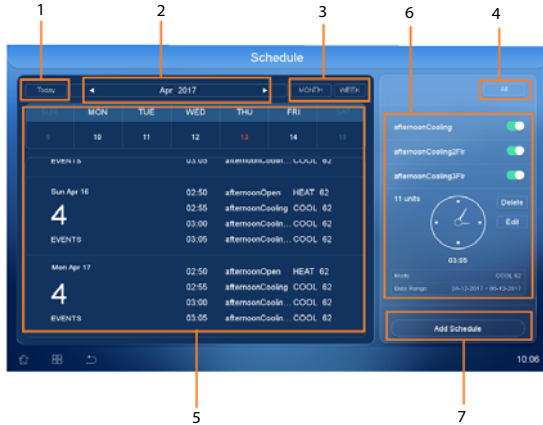 1
2
3
6
4
Schedule
Today
◄ Apr 2017 ►
MONTH WEEK
All
SUN MON TUE WED THU FRI SAT
9 10 11 12 13 14 15
EVENTS 03:05 afternoonCoolin... COOL 62
Sun Apr 16
4
EVENTS
02:50 afternoonOpen HEAT 62
02:55 afternoonCooling COOL 62
03:00 afternoonCoolin... COOL 62
03:05 afternoonCoolin... COOL 62
Mon Apr 17
4
EVENTS
02:50 afternoonOpen HEAT 62
02:55 afternoonCooling COOL 62
03:00 afternoonCoolin... COOL 62
03:05 afternoonCoolin... COOL 62
afternoonCooling
afternoonCooling2Flr
afternoonCooling3Flr
11 units
Delete
Edit
03:05
Mode COOL 62
Date Range
Add Schedule
10:06
5
7